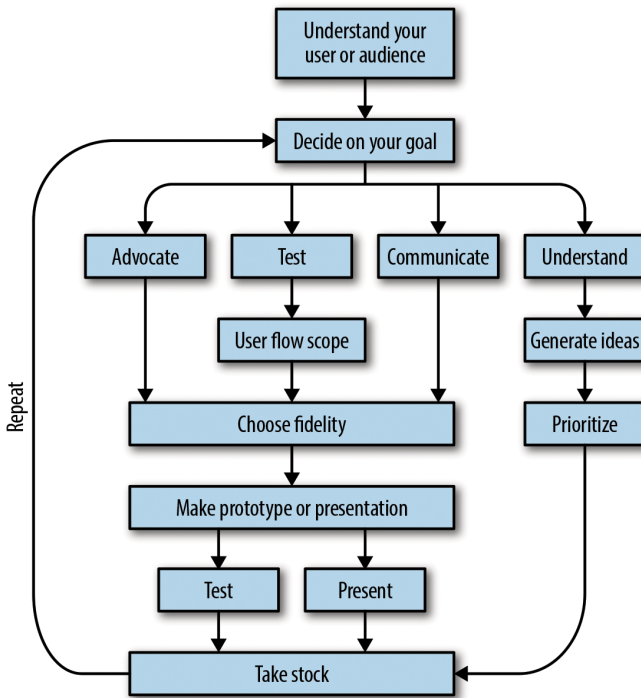 Understand your
user or audience
Decide on your goal
Advocate
Test
Communicate
Understand
User flow scope
Generate ideas
Choose fidelity
Prioritize
Repeat
Make prototype or presentation
Test
Present
Take stock